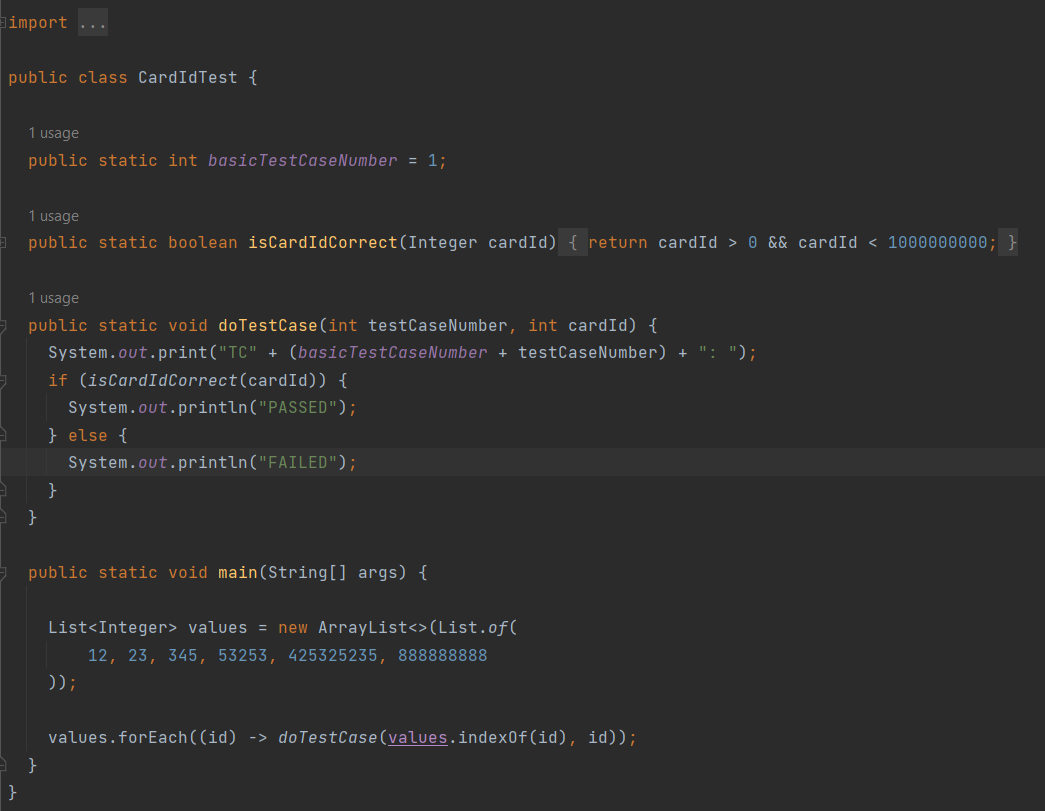 import ...
public class CardIdTest {
1 usage
public static int basicTestCaseNumber = 1;
1 usage
public static boolean isCardIdCorrect(Integer cardId) { return cardId > 0 && cardId < 1000000000; }
1 usage
public static void doTestCase(int testCaseNumber, int cardId) {
System.out.print("TC" + (basicTestCaseNumber + testCaseNumber) + ": ");
if (isCardIdCorrect(cardId)) {
System.out.println("PASSED");
} else {
System.out.println("FAILED");
}
}
public static void main(String[] args) {
List<Integer> values = new ArrayList<>(List.of(
12, 23, 345, 53253, 425325235, 888888888
));
values.forEach((id) -> doTestCase(values.indexOf(id), id));
}
}